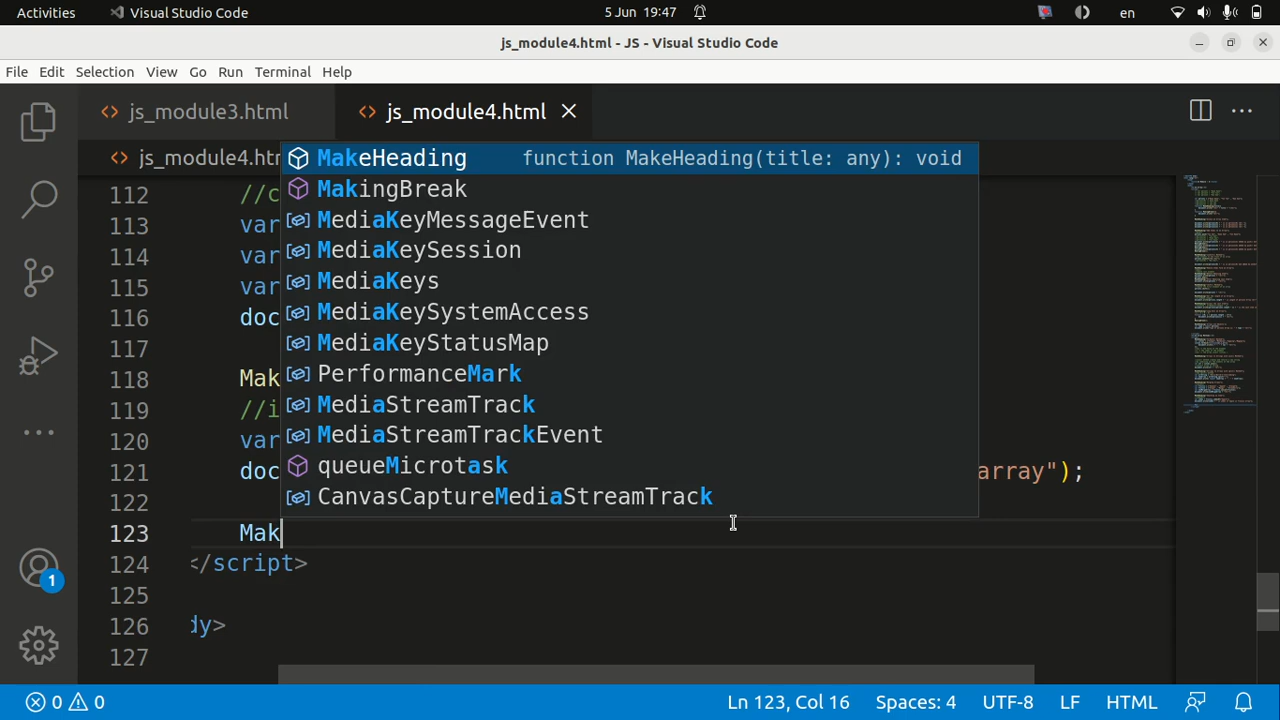 Activities Visual Studio Code 5 Jun 19:47 en
js_module4.html - JS - Visual Studio Code
File Edit Selection View Go Run Terminal Help
js_module3.html js_module4.html
js_module4.htm
MakeHeading function MakeHeading(title: any): void
MakingBreak
MediaKeyMessageEvent
MediaKeySession
MediaKeys
MediaKeySystemAccess
MediaKeyStatusMap
PerformanceMark
MediaStreamTrack
MediaStreamTrackEvent
queueMicrotask
CanvasCaptureMediaStreamTrack
112 //c
113 var
114 var
115 var
116 doc
117
118 Mak
119 //i
120 var
121 doc array");
122
123 Mak
124 </script>
125
126 dy>
127
1
0 0 Ln 123, Col 16 Spaces: 4 UTF-8 LF HTML